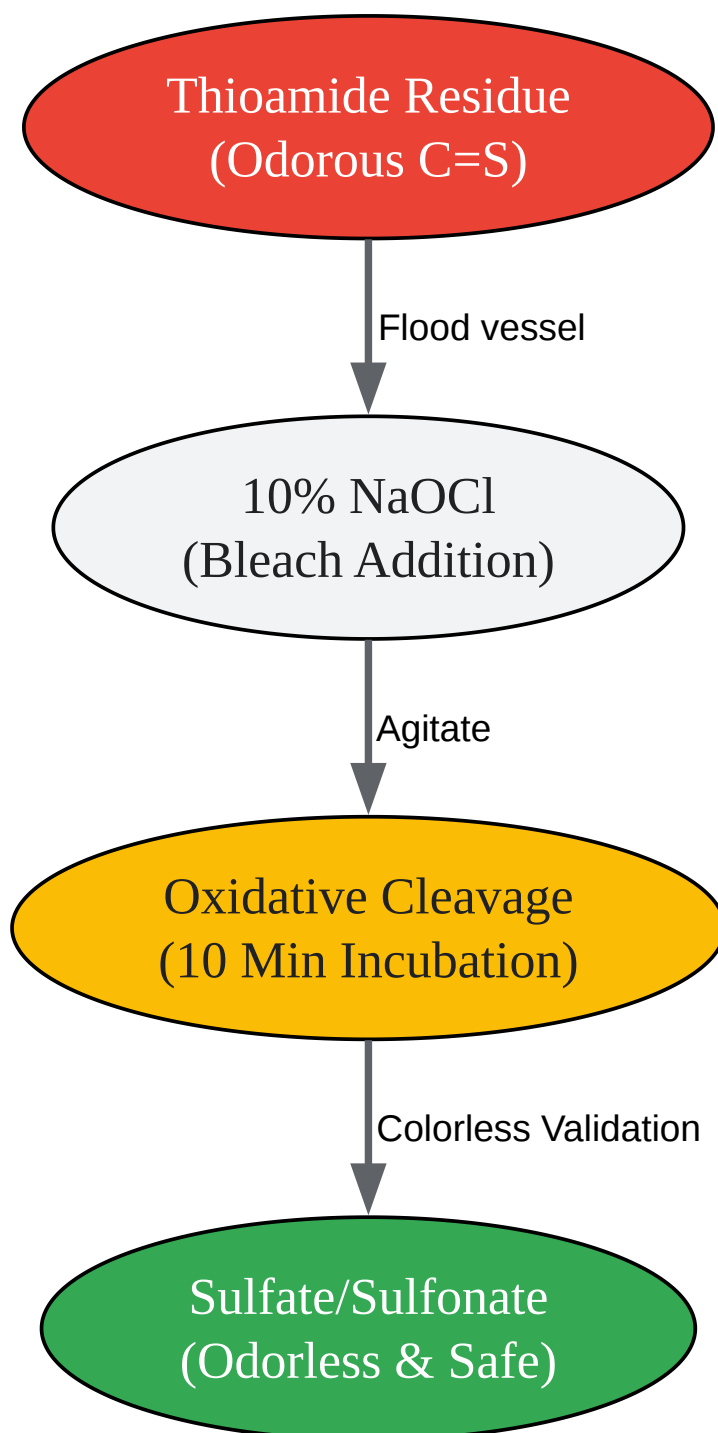 Thioamide Residue
(Odorous C=S)
Flood vessel
10% NaOCl
(Bleach Addition)
Agitate
Oxidative Cleavage
(10 Min Incubation)
Colorless Validation
Sulfate/Sulfonate
(Odorless & Safe)